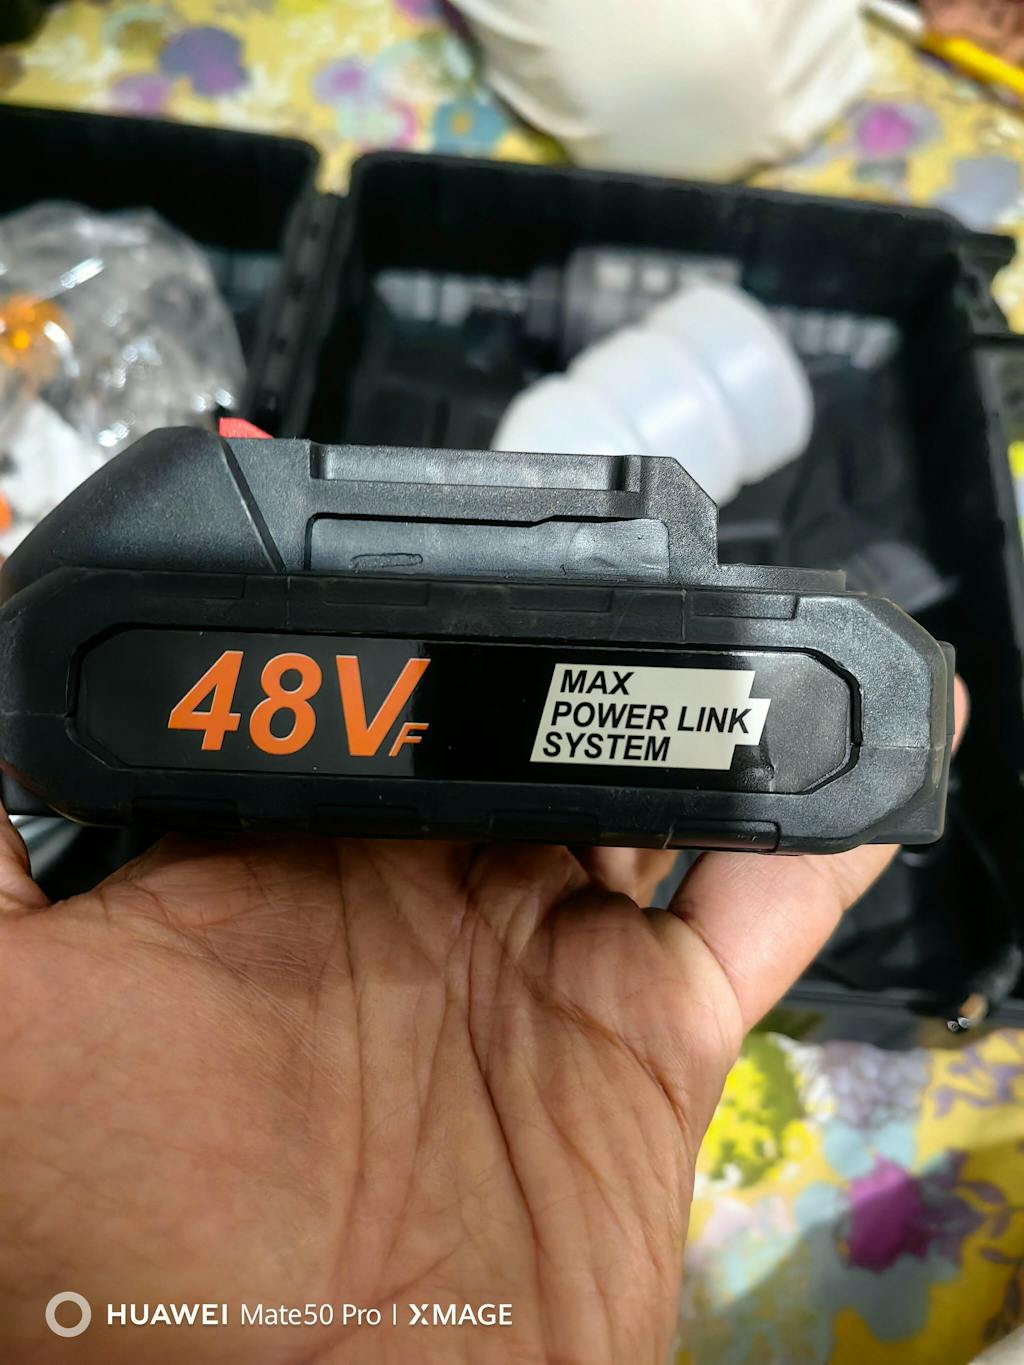 48VF
MAX
POWER LINK
SYSTEM
HUAWEI Mate50 Pro | XMAGE